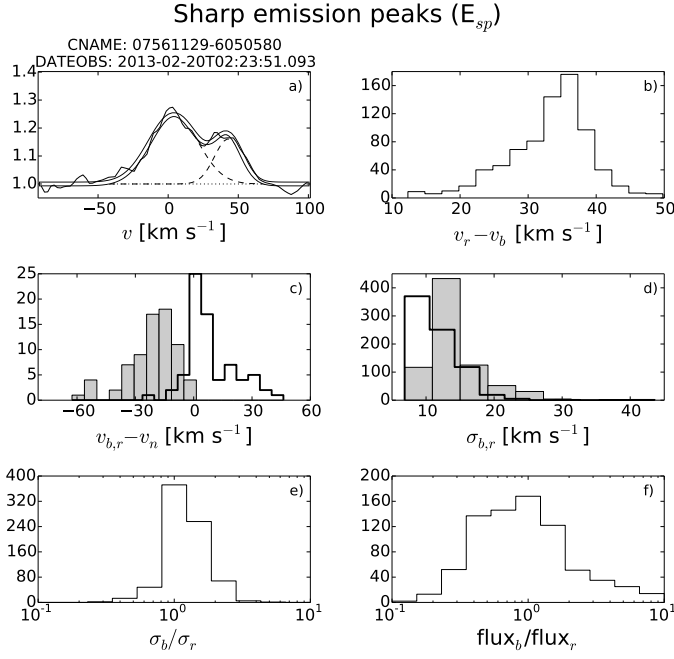 Sharp emission peaks (E_sp)
CNAME: 07561129-6050580
DATEOBS: 2013-02-20T02:23:51.093
a)
1.4
1.3
1.2
1.1
1.0
−50 0 50 100
v [km s⁻¹]
b)
160
120
80
40
0
10 20 30 40 50
v_r−v_b [km s⁻¹]
c)
25
20
15
10
5
0
−60 −30 0 30 60
v_b,r−v_n [km s⁻¹]
d)
400
300
200
100
0
10 20 30 40
σ_b,r [km s⁻¹]
e)
400
320
240
160
80
0
10⁻¹ 10⁰ 10¹
σ_b/σ_r
f)
200
160
120
80
40
0
10⁻¹ 10⁰ 10¹
flux_b/flux_r